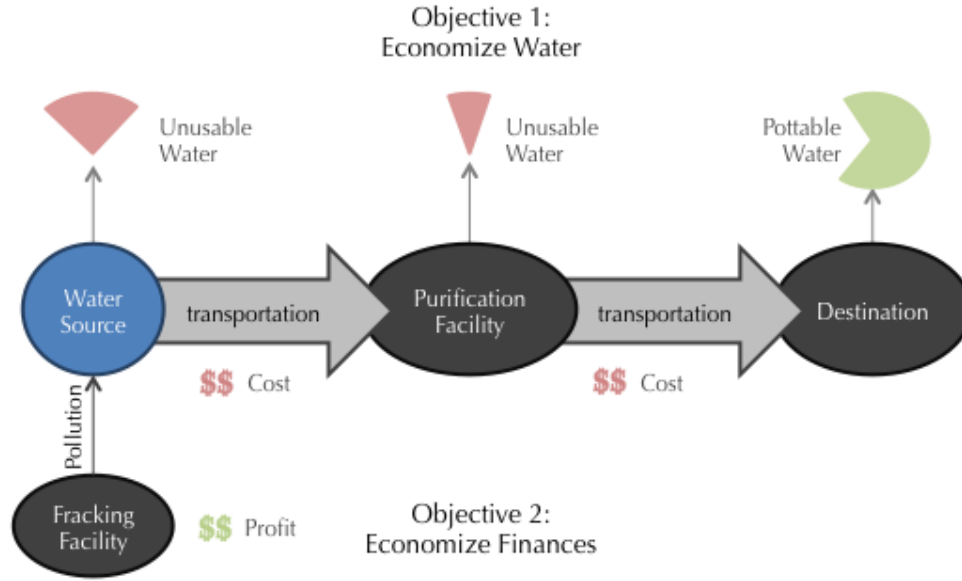 Objective 1:
Economize Water
Unusable
Water
Unusable
Water
Pottable
Water
Water
Source
transportation
Purification
Facility
transportation
Destination
$$ Cost
$$ Cost
Pollution
Fracking
Facility
$$ Profit
Objective 2:
Economize Finances